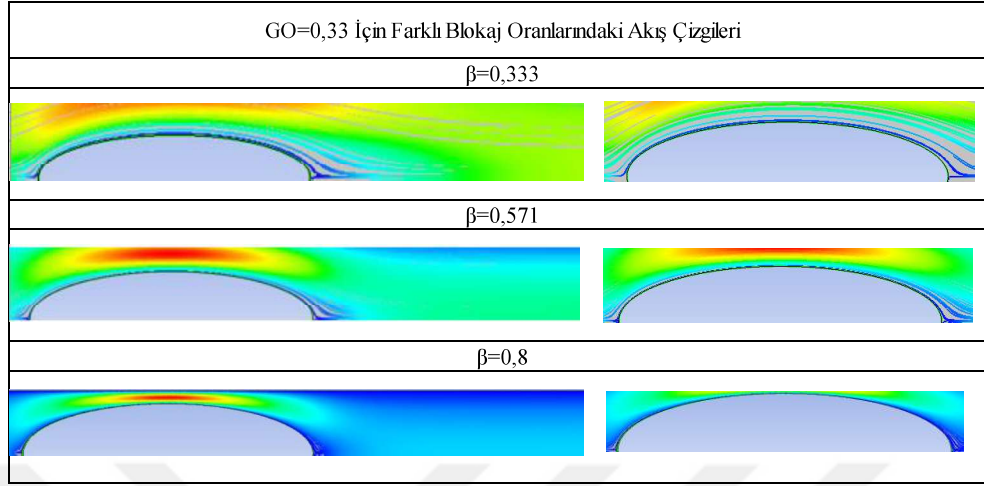 GO=0,33 İçin Farklı Blokaj Oranlarındaki Akış Çizgileri
β=0,333
β=0,571
β=0,8